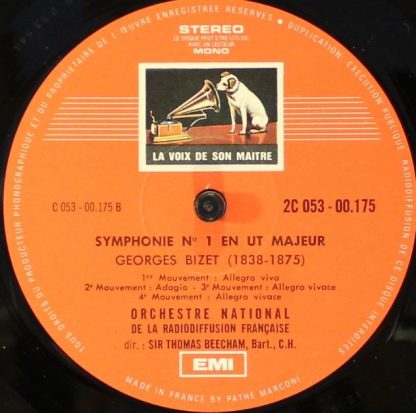 TOUS DROITS DU PRODUCTEUR PHONOGRAPHIQUE ET DU PROPRIETAIRE DE L'ŒUVRE ENREGISTREE RESERVES • DUPLICATION EXECUTION PUBLIQUE RADIODIFFUSION DE CE DISQUE INTERDITES
STEREO
CE DISQUE PEUT ETRE UTILISE
AVEC UN LECTEUR
MONO
LA VOIX DE SON MAITRE
C 053 - 00.175 B
2C 053 - 00.175
SYMPHONIE Nº 1 EN UT MAJEUR
GEORGES BIZET (1838-1875)
1er Mouvement : Allegro vivo
2e Mouvement : Adagio - 3e Mouvement : Allegro vivace
4e Mouvement : Allegro vivace
ORCHESTRE NATIONAL
DE LA RADIODIFFUSION FRANÇAISE
dir. : SIR THOMAS BEECHAM, Bart., C.H.
EMI
MADE IN FRANCE BY PATHE MARCONI